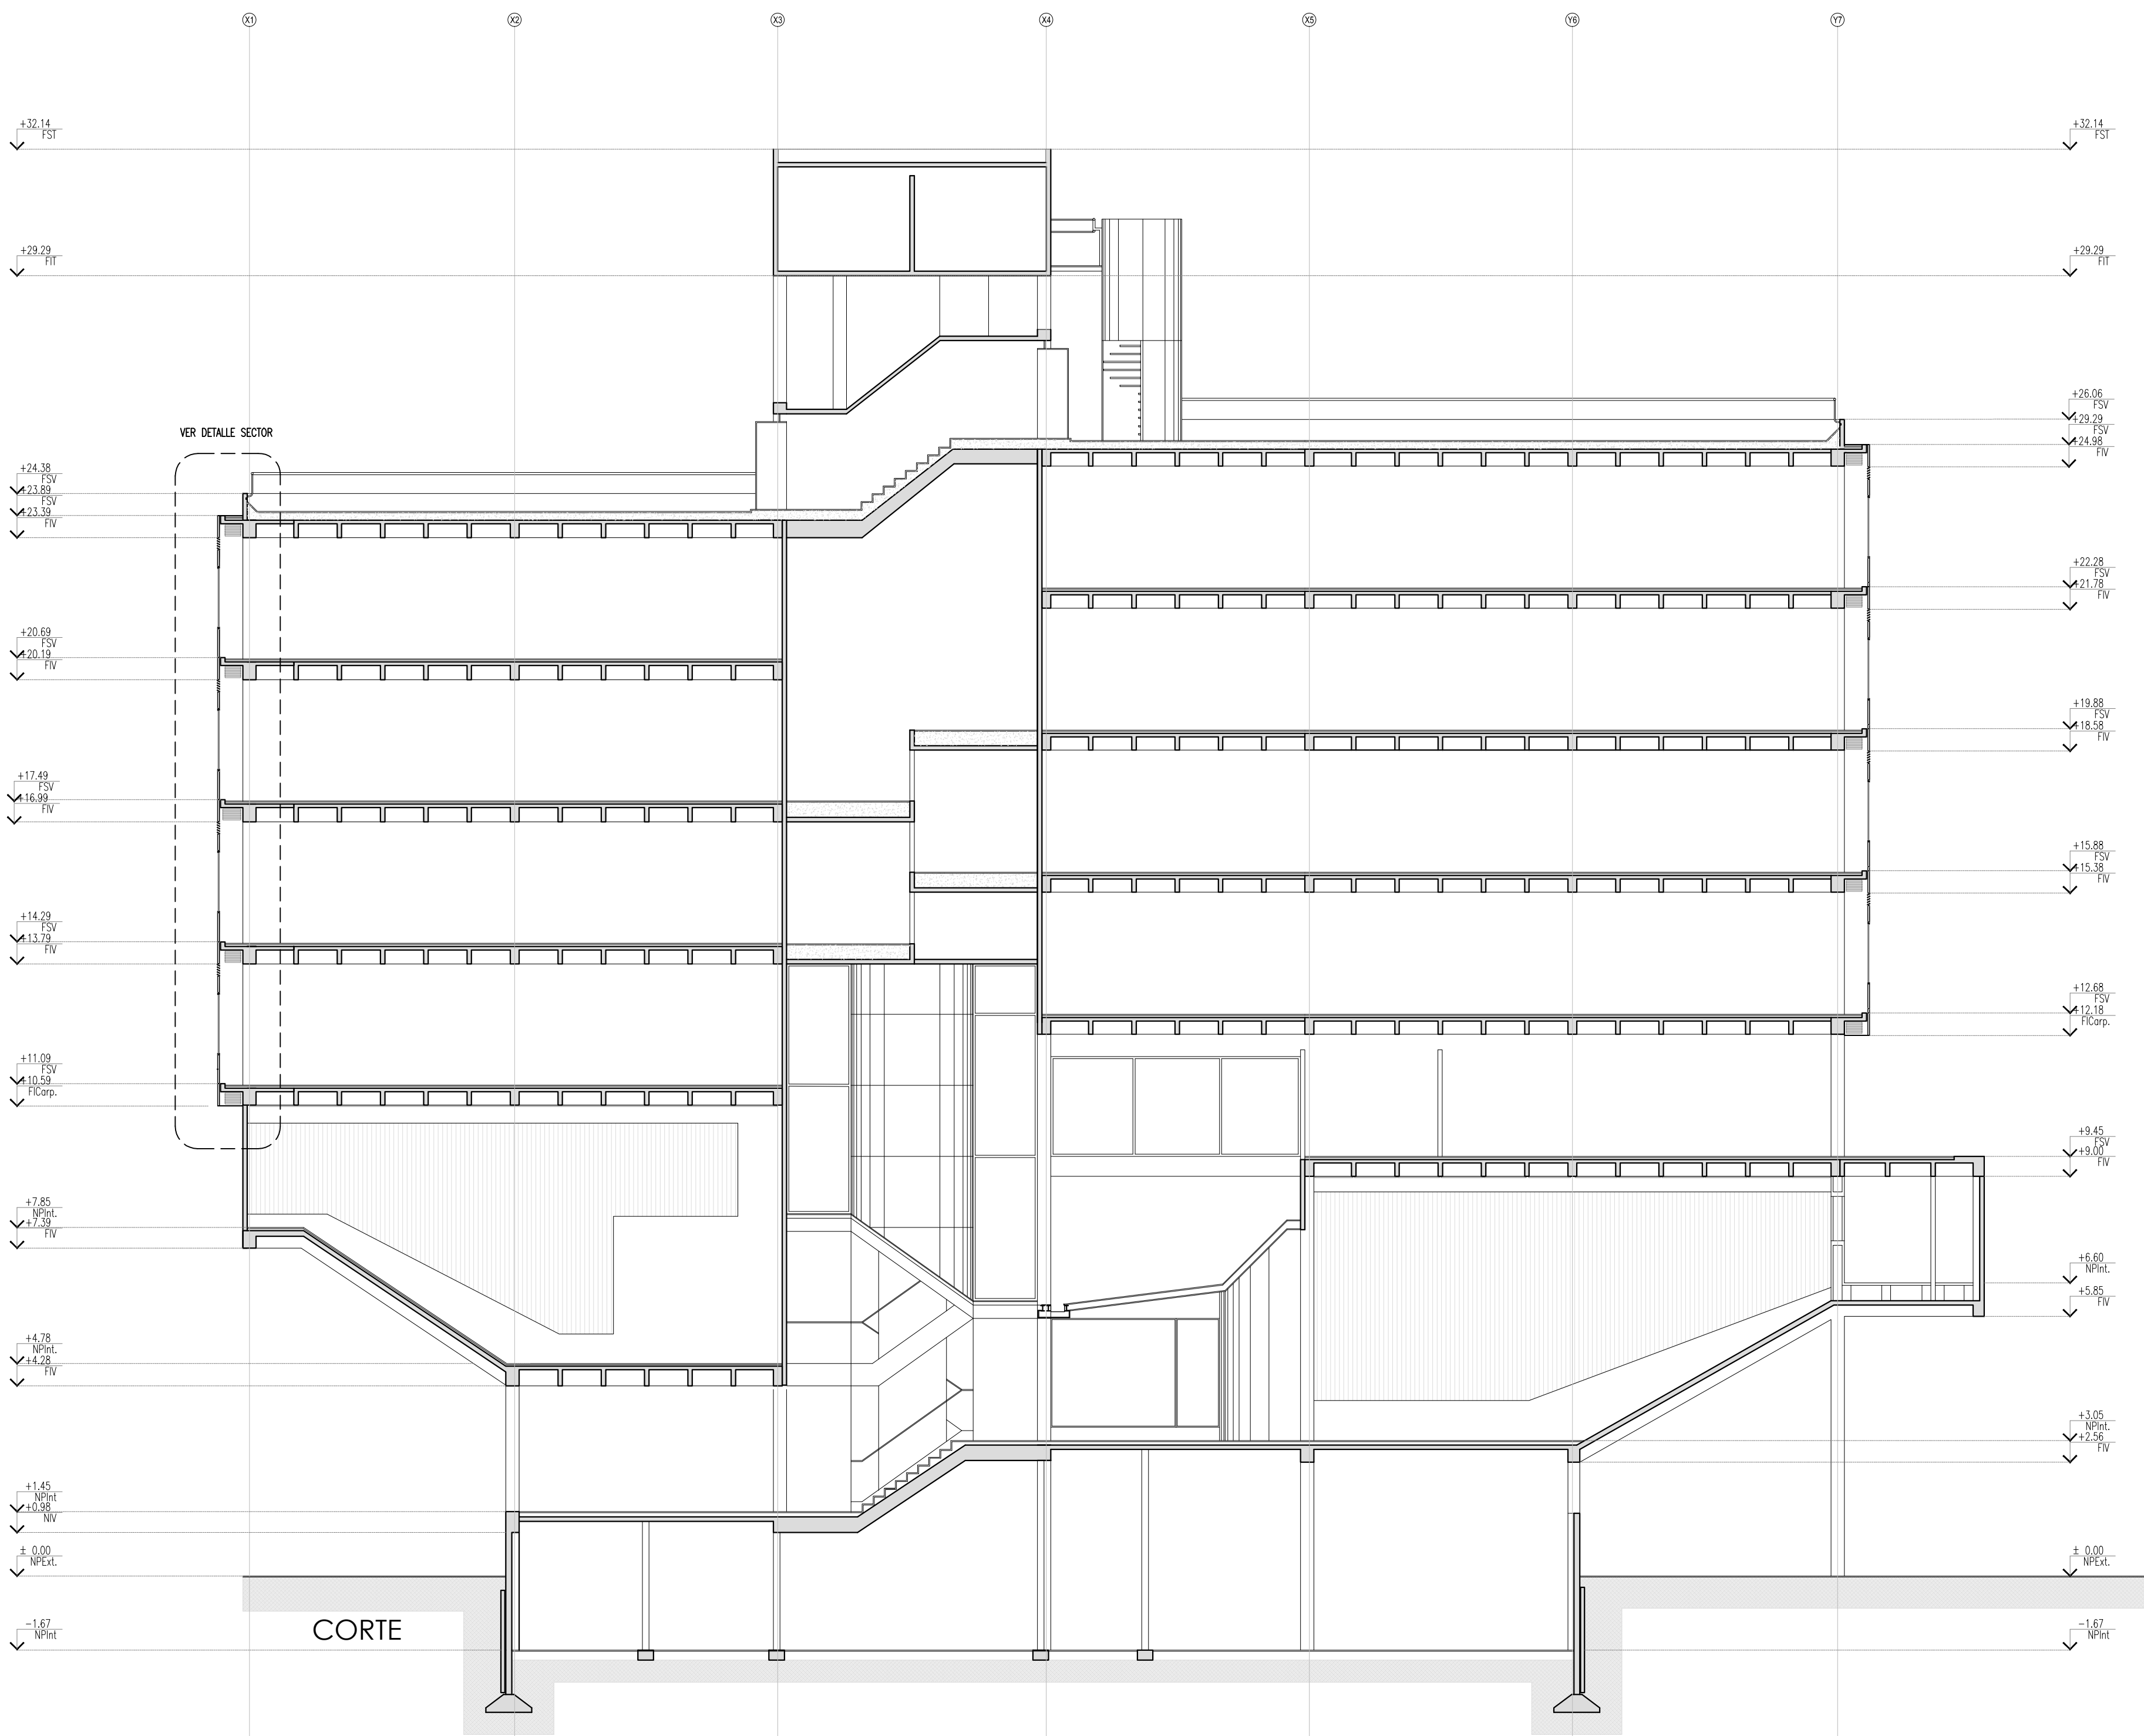 X1
X2
X3
X4
X5
Y6
Y7
+32.14
FST
+29.29
FIT
VER DETALLE SECTOR
+24.38
FSV
+23.89
FSV
+23.39
FIV
+20.69
FSV
+20.19
FIV
+17.49
FSV
+16.99
FIV
+14.29
FSV
+13.79
FIV
+11.09
FSV
+10.59
FICarp.
+7.85
NPInt.
+7.39
FIV
+4.78
NPInt.
+4.28
FIV
+1.45
NPInt
+0.98
NIV
± 0.00
NPExt.
-1.67
NPInt
CORTE
+32.14
FST
+29.29
FIT
+26.06
FSV
+29.29
FSV
+24.98
FIV
+22.28
FSV
+21.78
FIV
+19.88
FSV
+18.58
FIV
+15.88
FSV
+15.38
FIV
+12.68
FSV
+12.18
FICarp.
+9.45
FSV
+9.00
FIV
+6.60
NPInt.
+5.85
FIV
+3.05
NPInt.
+2.56
FIV
± 0.00
NPExt.
-1.67
NPInt